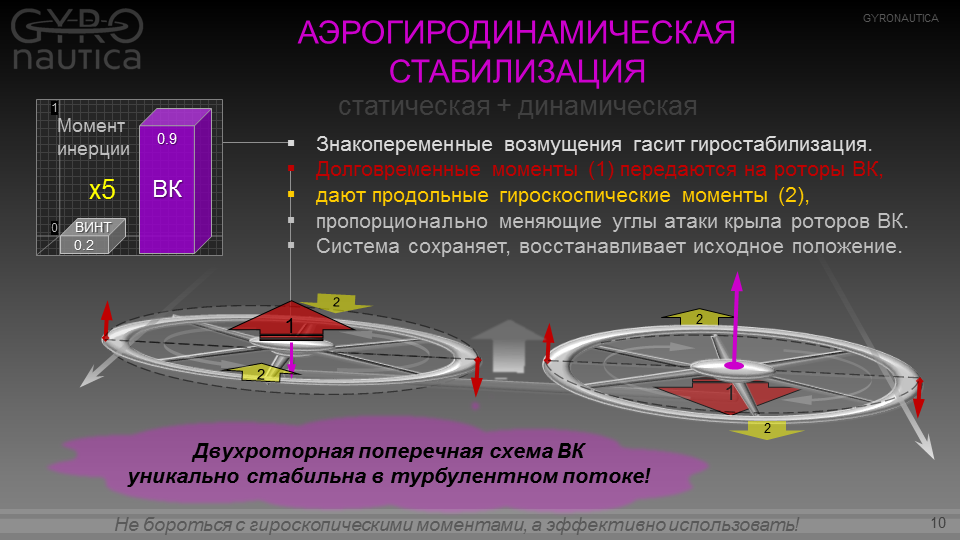 GYRO
nautica
GYRONAUTICA
АЭРОГИРОДИНАМИЧЕСКАЯ
СТАБИЛИЗАЦИЯ
статическая + динамическая
1
Момент
инерции
0.9
x5
ВК
0
ВИНТ
0.2
Знакопеременные возмущения гасит гиростабилизация.
Долговременные моменты (1) передаются на роторы ВК,
дают продольные гироскоспические моменты (2),
пропорционально меняющие углы атаки крыла роторов ВК.
Система сохраняет, восстанавливает исходное положение.
2
1
2
2
1
2
Двухроторная поперечная схема ВК
уникально стабильна в турбулентном потоке!
Не бороться с гироскопическими моментами, а эффективно использовать!
10